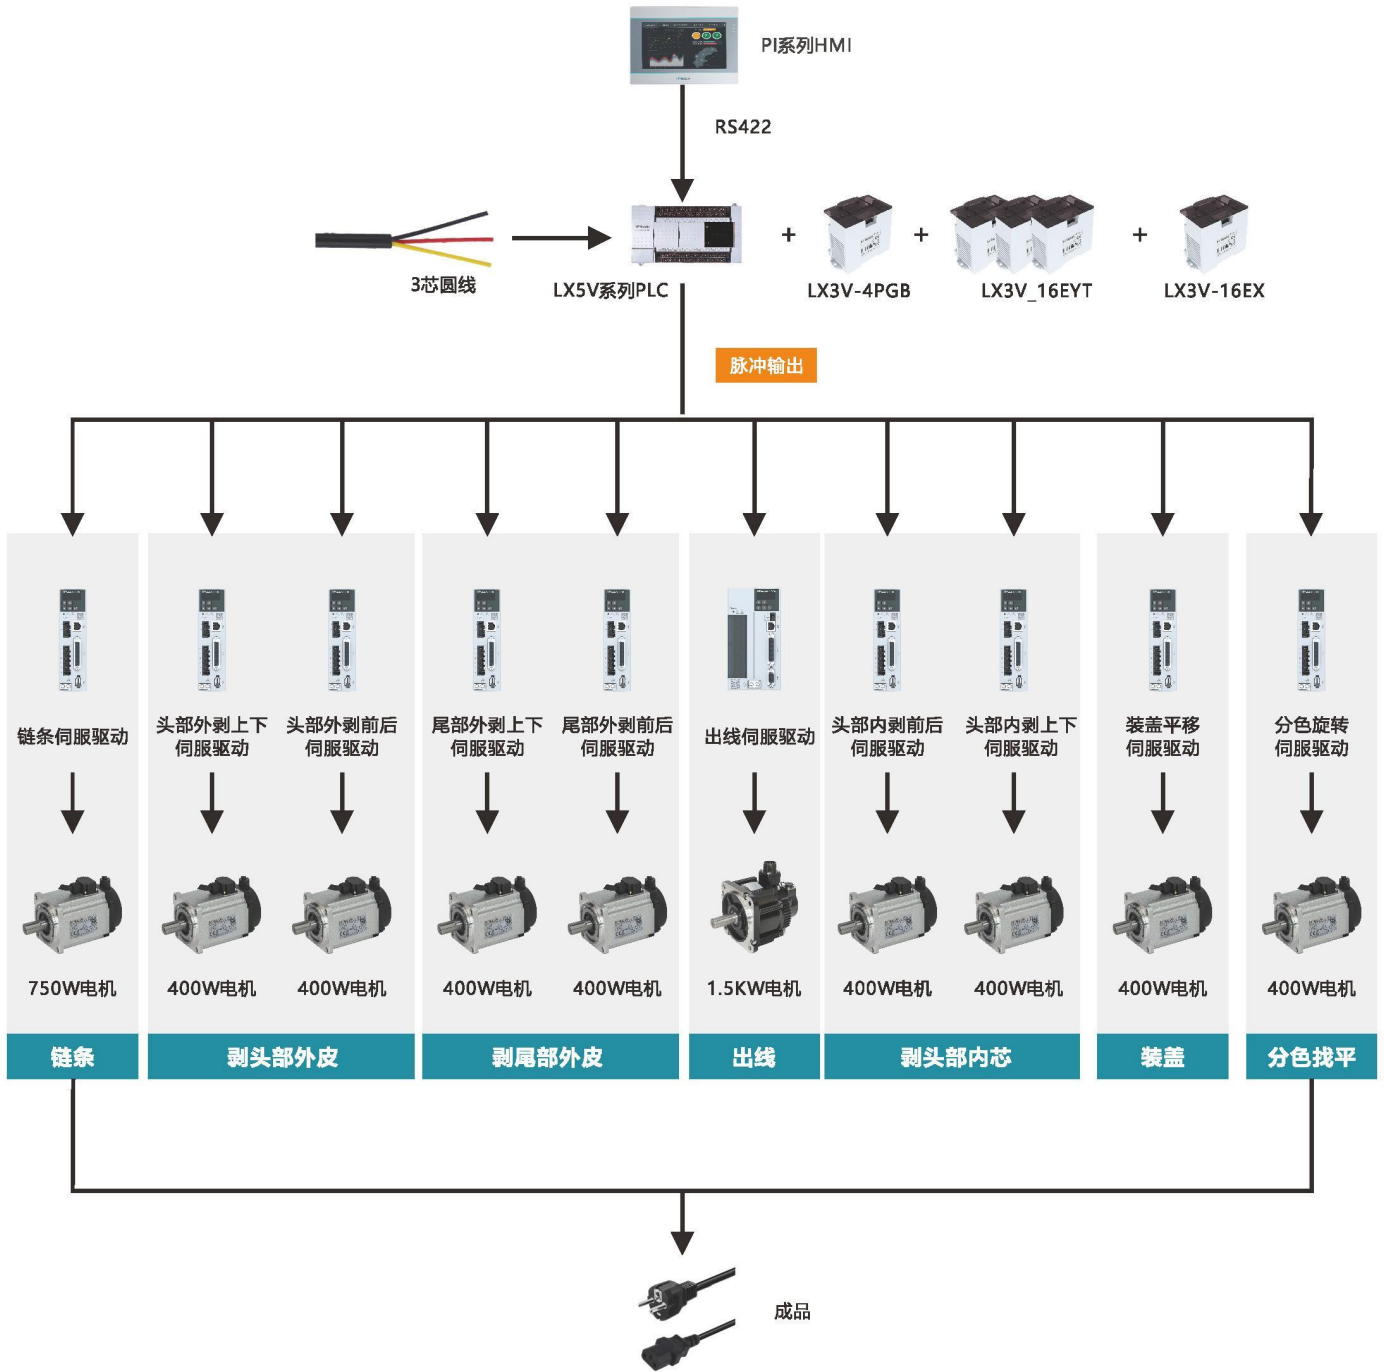 PI系列HMI
RS422
3芯圆线
LX5V系列PLC
+
LX3V-4PGB
+
LX3V_16EYT
+
LX3V-16EX
脉冲输出
链条伺服驱动
头部外剥上下
伺服驱动
头部外剥前后
伺服驱动
尾部外剥上下
伺服驱动
尾部外剥前后
伺服驱动
出线伺服驱动
头部内剥前后
伺服驱动
头部内剥上下
伺服驱动
装盖平移
伺服驱动
分色旋转
伺服驱动
750W电机
400W电机
400W电机
400W电机
400W电机
1.5KW电机
400W电机
400W电机
400W电机
400W电机
链条
剥头部外皮
剥尾部外皮
出线
剥头部内芯
装盖
分色找平
成品